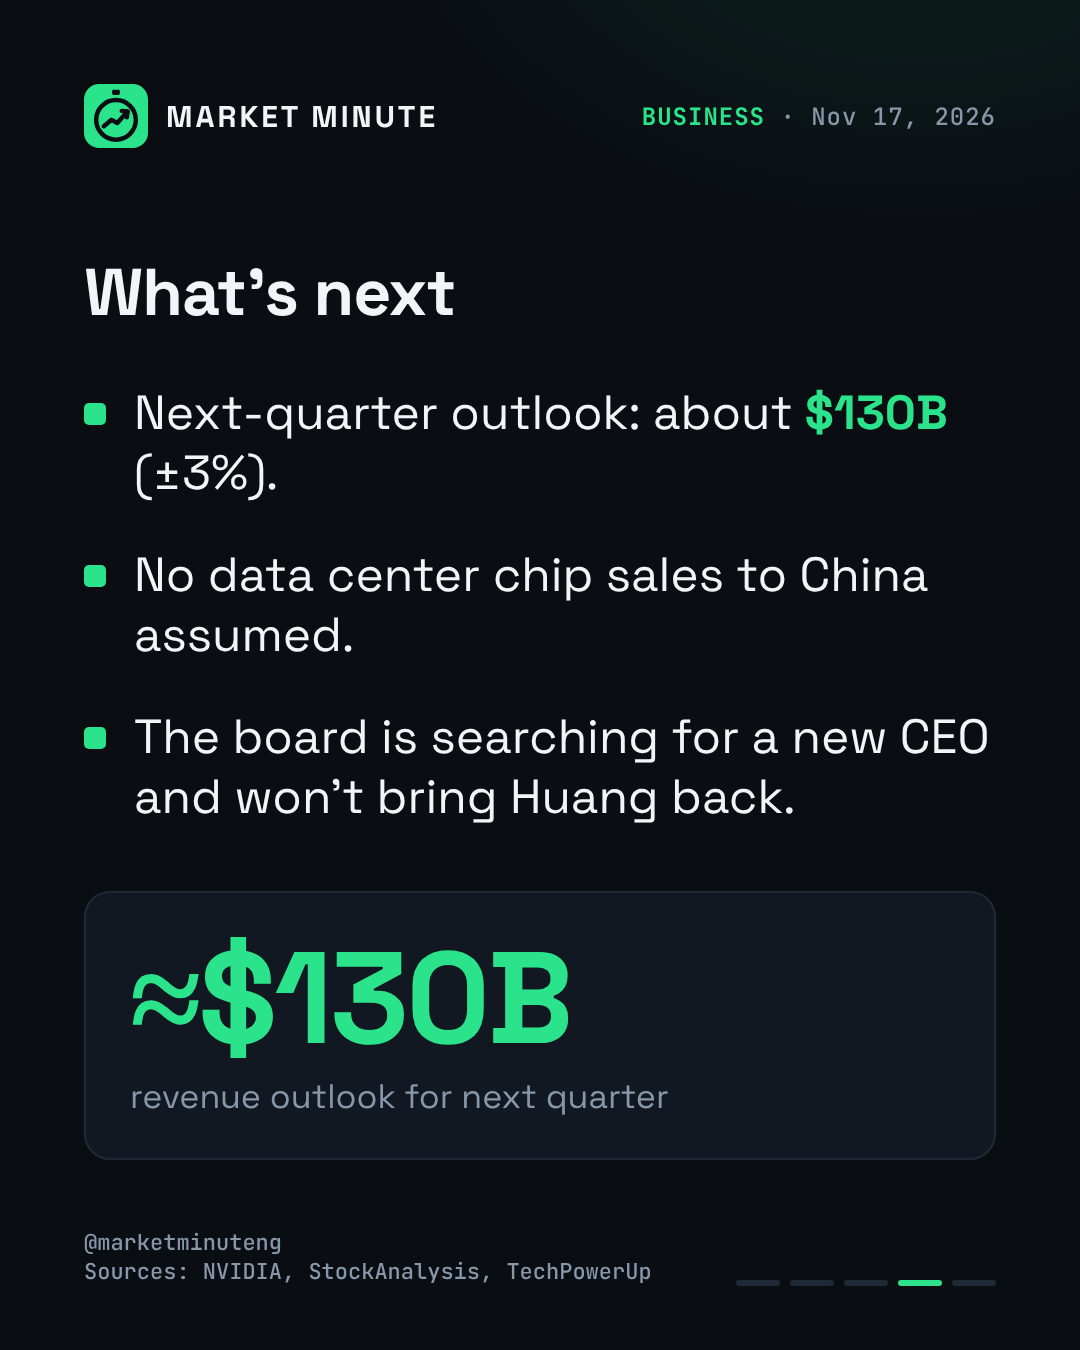 MARKET MINUTE
BUSINESS · Nov 17, 2026
What’s next
Next-quarter outlook: about $130B
(±3%).
No data center chip sales to China
assumed.
The board is searching for a new CEO
and won’t bring Huang back.
≈$130B
revenue outlook for next quarter
@marketminuteng
Sources: NVIDIA, StockAnalysis, TechPowerUp